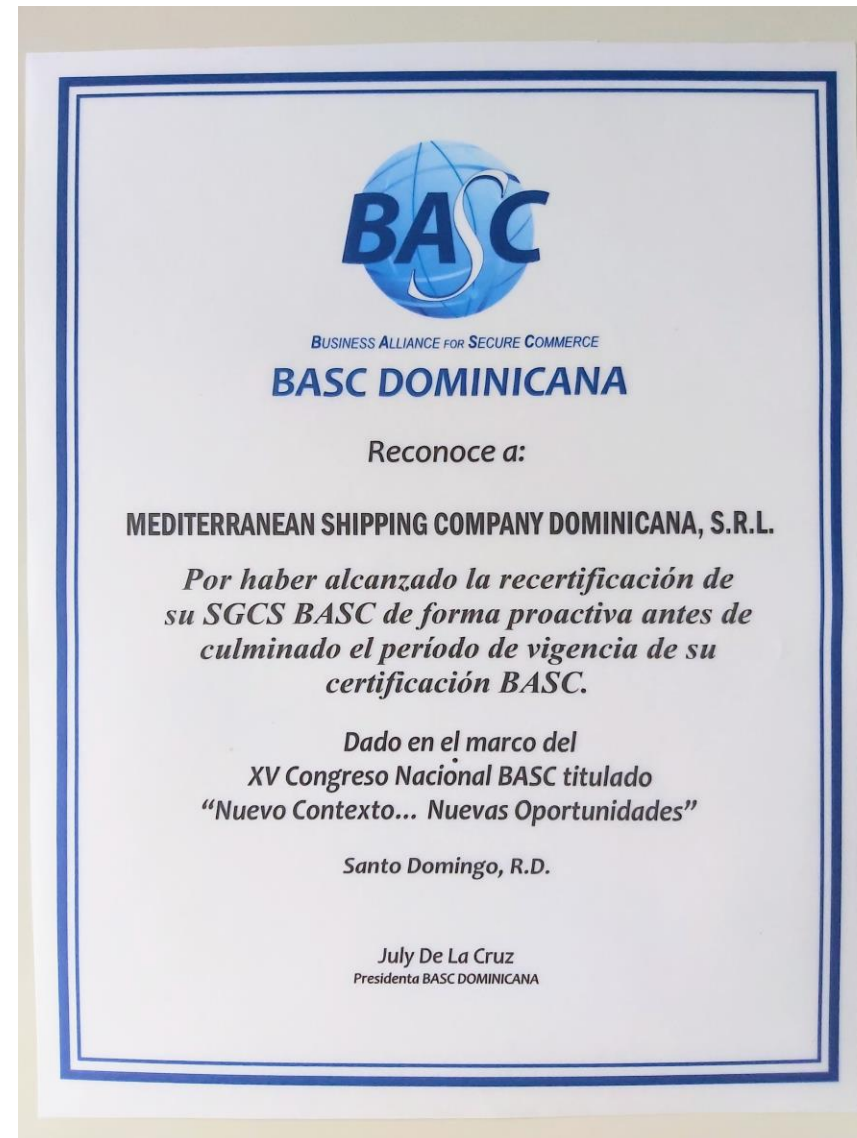 BASC
BUSINESS ALLIANCE FOR SECURE COMMERCE
BASC DOMINICANA
Reconoce a:
MEDITERRANEAN SHIPPING COMPANY DOMINICANA, S.R.L.
Por haber alcanzado la recertificación de
su SGCS BASC de forma proactiva antes de
culminado el período de vigencia de su
certificación BASC.
Dado en el marco del
XV Congreso Nacional BASC titulado
“Nuevo Contexto... Nuevas Oportunidades”
Santo Domingo, R.D.
July De La Cruz
Presidenta BASC DOMINICANA